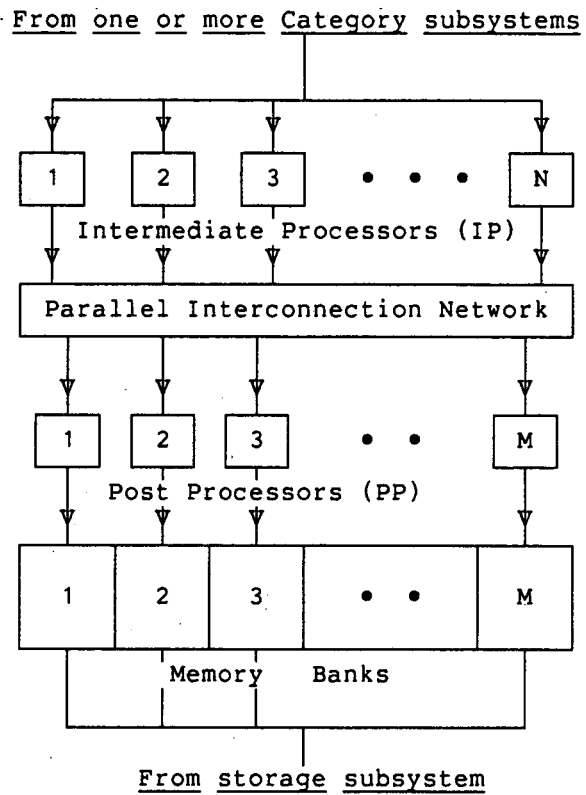 From one or more Category subsystems
1 2 3 • • • N
Intermediate Processors (IP)
Parallel Interconnection Network
1 2 3 • • M
Post Processors (PP)
1 2 3 • • M
Memory Banks
From storage subsystem